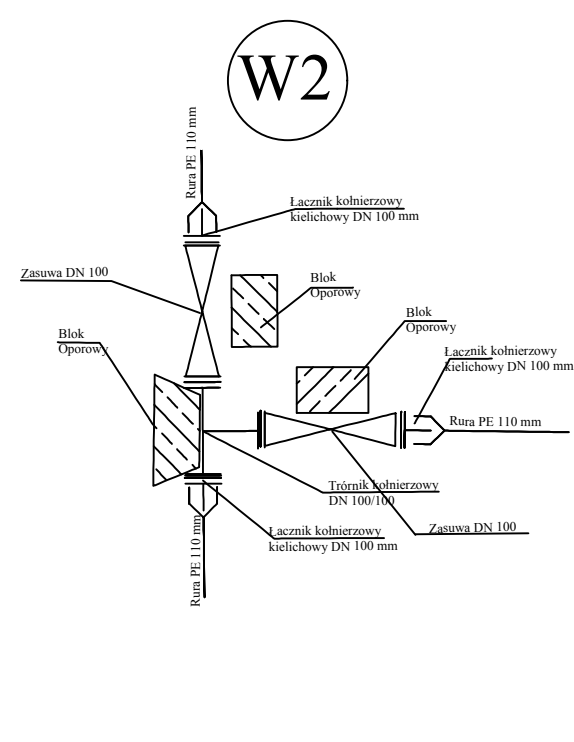 W2
Rura PE 110 mm
Łacznik kołnierzowy
kielichowy DN 100 mm
Zasuwa DN 100
Blok
Oporowy
Blok
Oporowy
Blok
Oporowy
Łacznik kołnierzowy
kielichowy DN 100 mm
Rura PE 110 mm
Trórnik kołnierzowy
DN 100/100
Zasuwa DN 100
Łacznik kołnierzowy
kielichowy DN 100 mm
Rura PE 110 mm